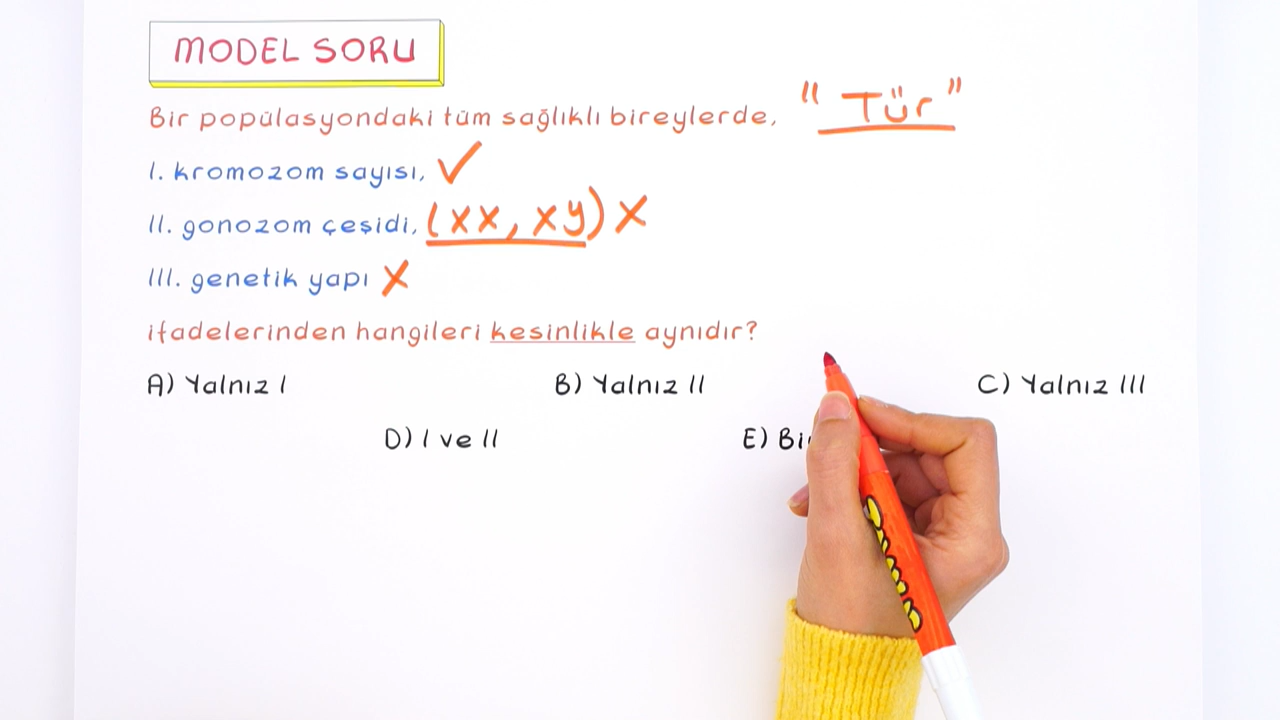 MODEL SORU
Bir popülasyondaki tüm sağlıklı bireylerde, "Tür"
I. kromozom sayısı, ✓
II. gonozom çeşidi, (xx, xy) X
III. genetik yapı X
ifadelerinden hangileri kesinlikle aynıdır?
A) Yalnız I B) Yalnız II C) Yalnız III
D) I ve II E)